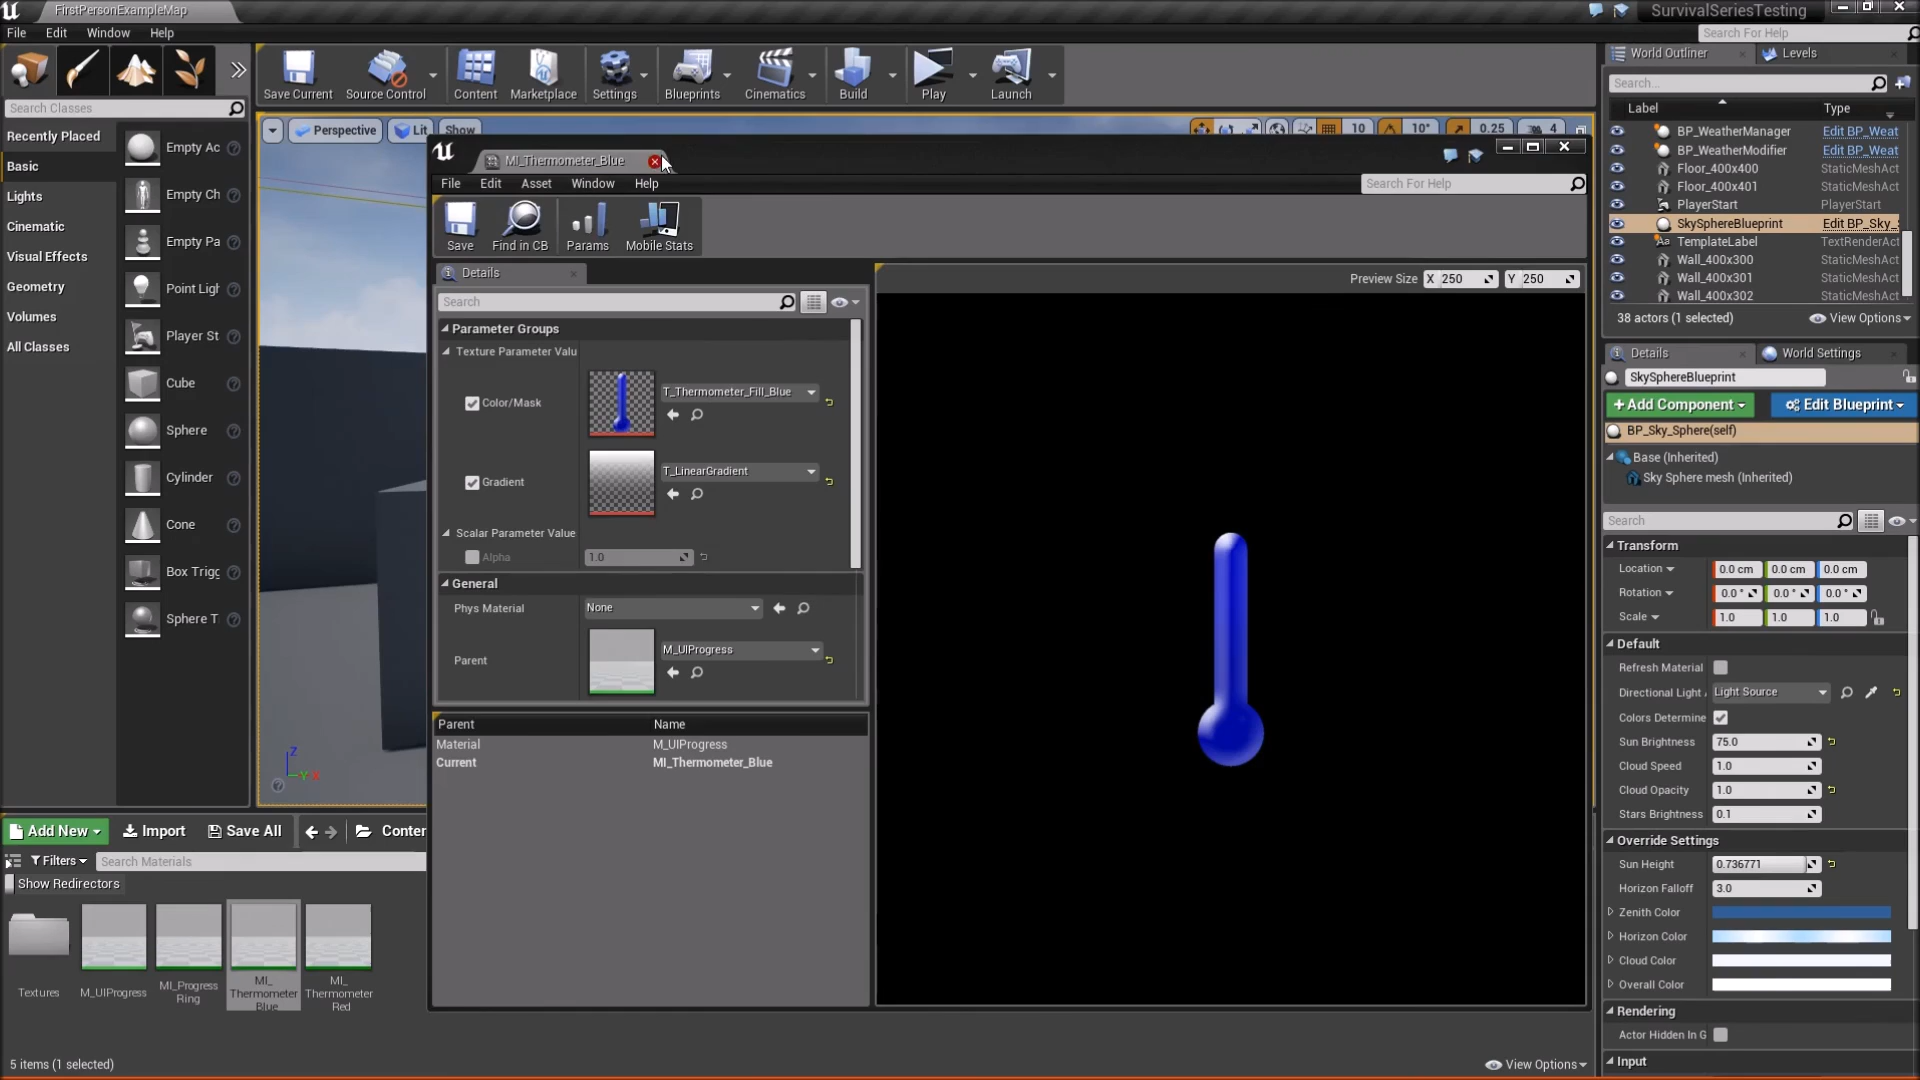 FirstPersonExampleMap
SurvivalSeriesTesting
File Edit Window Help
Search For Help
Save Current
Source Control
Content
Marketplace
Settings
Blueprints
Cinematics
Build
Play
Launch
World Outliner
Levels
Search...
Label Type
BP_WeatherManager Edit BP_Weat
BP_WeatherModifier Edit BP_Weat
Floor_400x400 StaticMeshAct
Floor_400x401 StaticMeshAct
PlayerStart PlayerStart
SkySphereBlueprint Edit BP_Sky_S
TemplateLabel TextRenderAct
Wall_400x300 StaticMeshAct
Wall_400x301 StaticMeshAct
Wall_400x302 StaticMeshAct
38 actors (1 selected)
View Options
Search Classes
Recently Placed
Basic
Lights
Cinematic
Visual Effects
Geometry
Volumes
All Classes
Empty Ac
Empty Ch
Empty Pa
Point Ligh
Player St
Cube
Sphere
Cylinder
Cone
Box Trigg
Sphere T
Perspective
Lit
Show
10
10°
0.25
4
MI_Thermometer_Blue
File Edit Asset Window Help
Search For Help
Save
Find in CB
Params
Mobile Stats
Details
Search
Parameter Groups
Texture Parameter Valu
Color/Mask
T_Thermometer_Fill_Blue
Gradient
T_LinearGradient
Scalar Parameter Value
Alpha
1.0
General
Phys Material
None
Parent
M_UIProgress
Parent Name
Material M_UIProgress
Current MI_Thermometer_Blue
Preview Size X 250 Y 250
Z
Y X
Details
World Settings
SkySphereBlueprint
+Add Component
Edit Blueprint
BP_Sky_Sphere(self)
Base (Inherited)
Sky Sphere mesh (Inherited)
Search
Transform
Location 0.0 cm 0.0 cm 0.0 cm
Rotation 0.0 ° 0.0 ° 0.0 °
Scale 1.0 1.0 1.0
Default
Refresh Material
Directional Light A Light Source
Colors Determine
Sun Brightness 75.0
Cloud Speed 1.0
Cloud Opacity 1.0
Stars Brightness 0.1
Override Settings
Sun Height 0.736771
Horizon Falloff 3.0
Zenith Color
Horizon Color
Cloud Color
Overall Color
Rendering
Actor Hidden In G
Input
Add New
Import
Save All
Conten
Filters
Search Materials
Show Redirectors
Textures
M_UIProgress
MI_Progress
Ring
MI_
Thermometer
Blue
MI_
Thermometer
Red
5 items (1 selected)
View Options